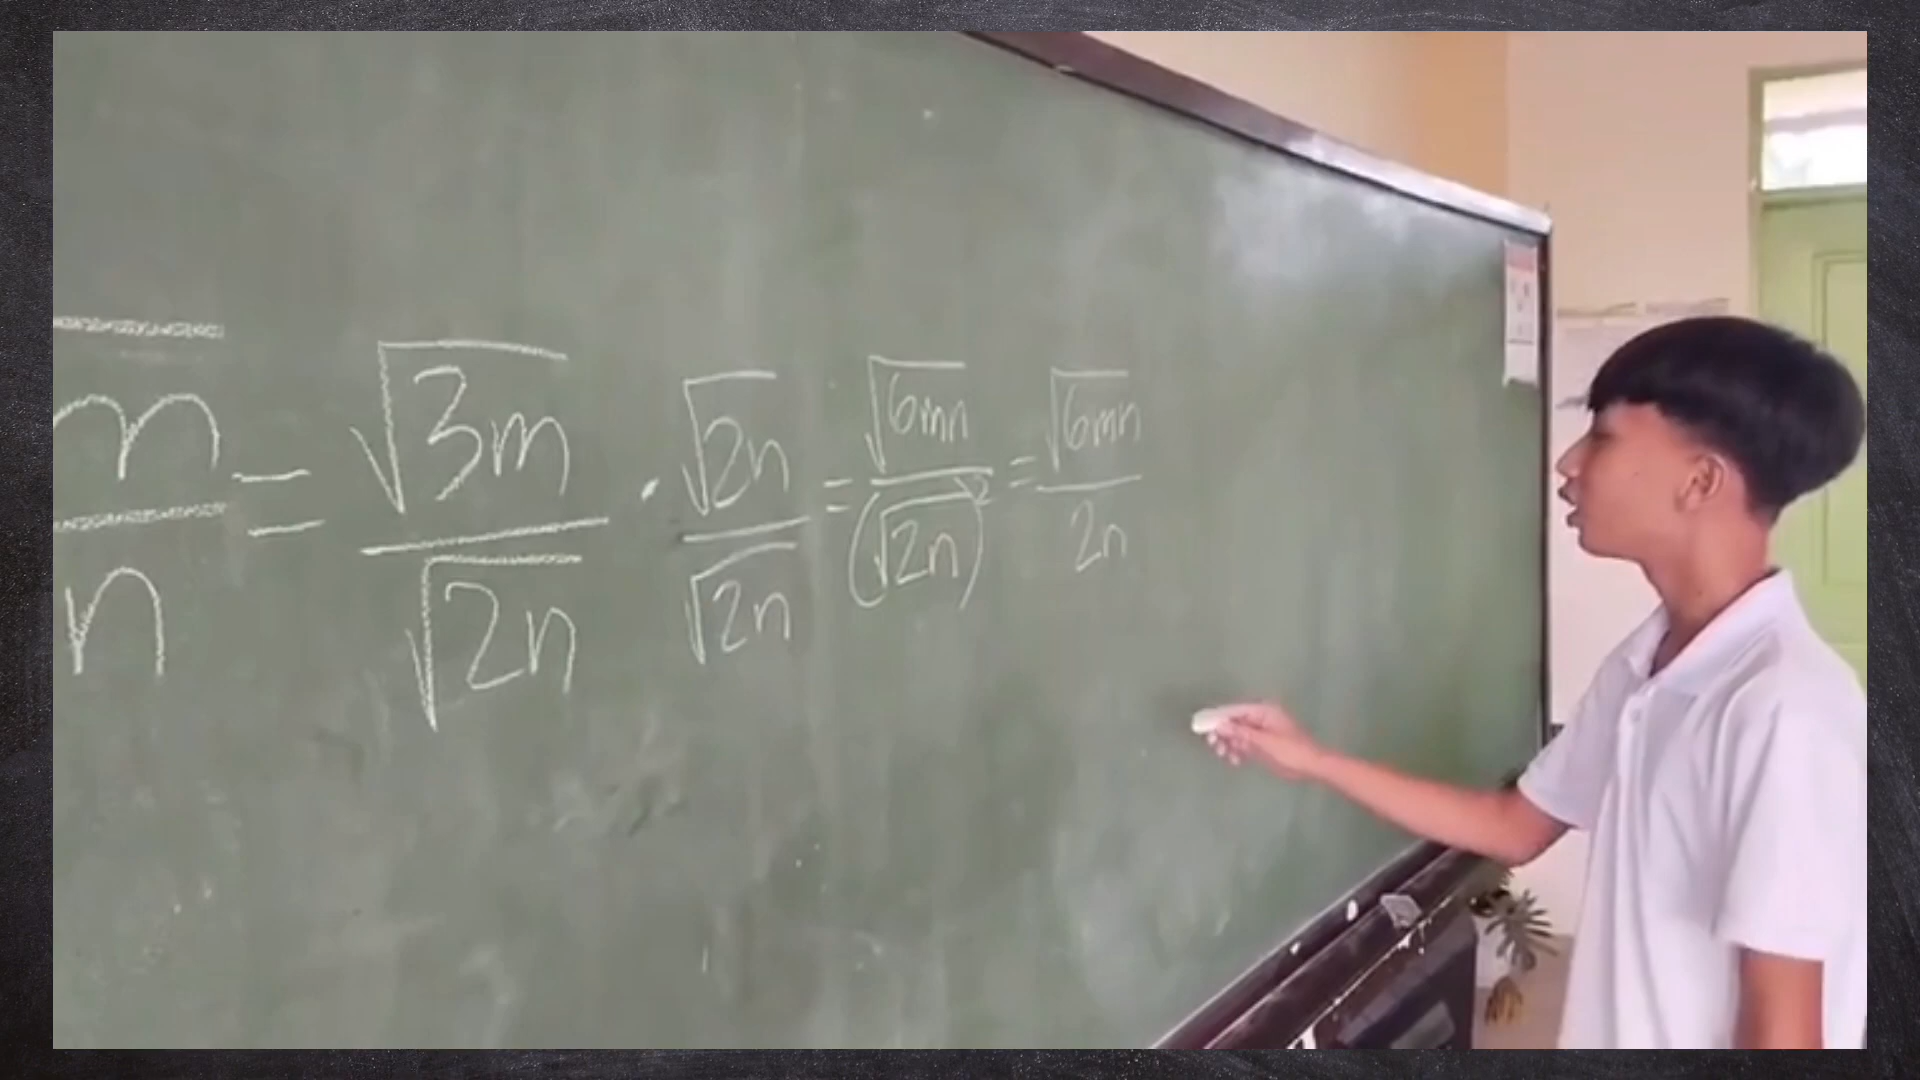 m/n = √3m/√2n · √2n/√2n = √6mn/(√2n)² = √6mn/2n